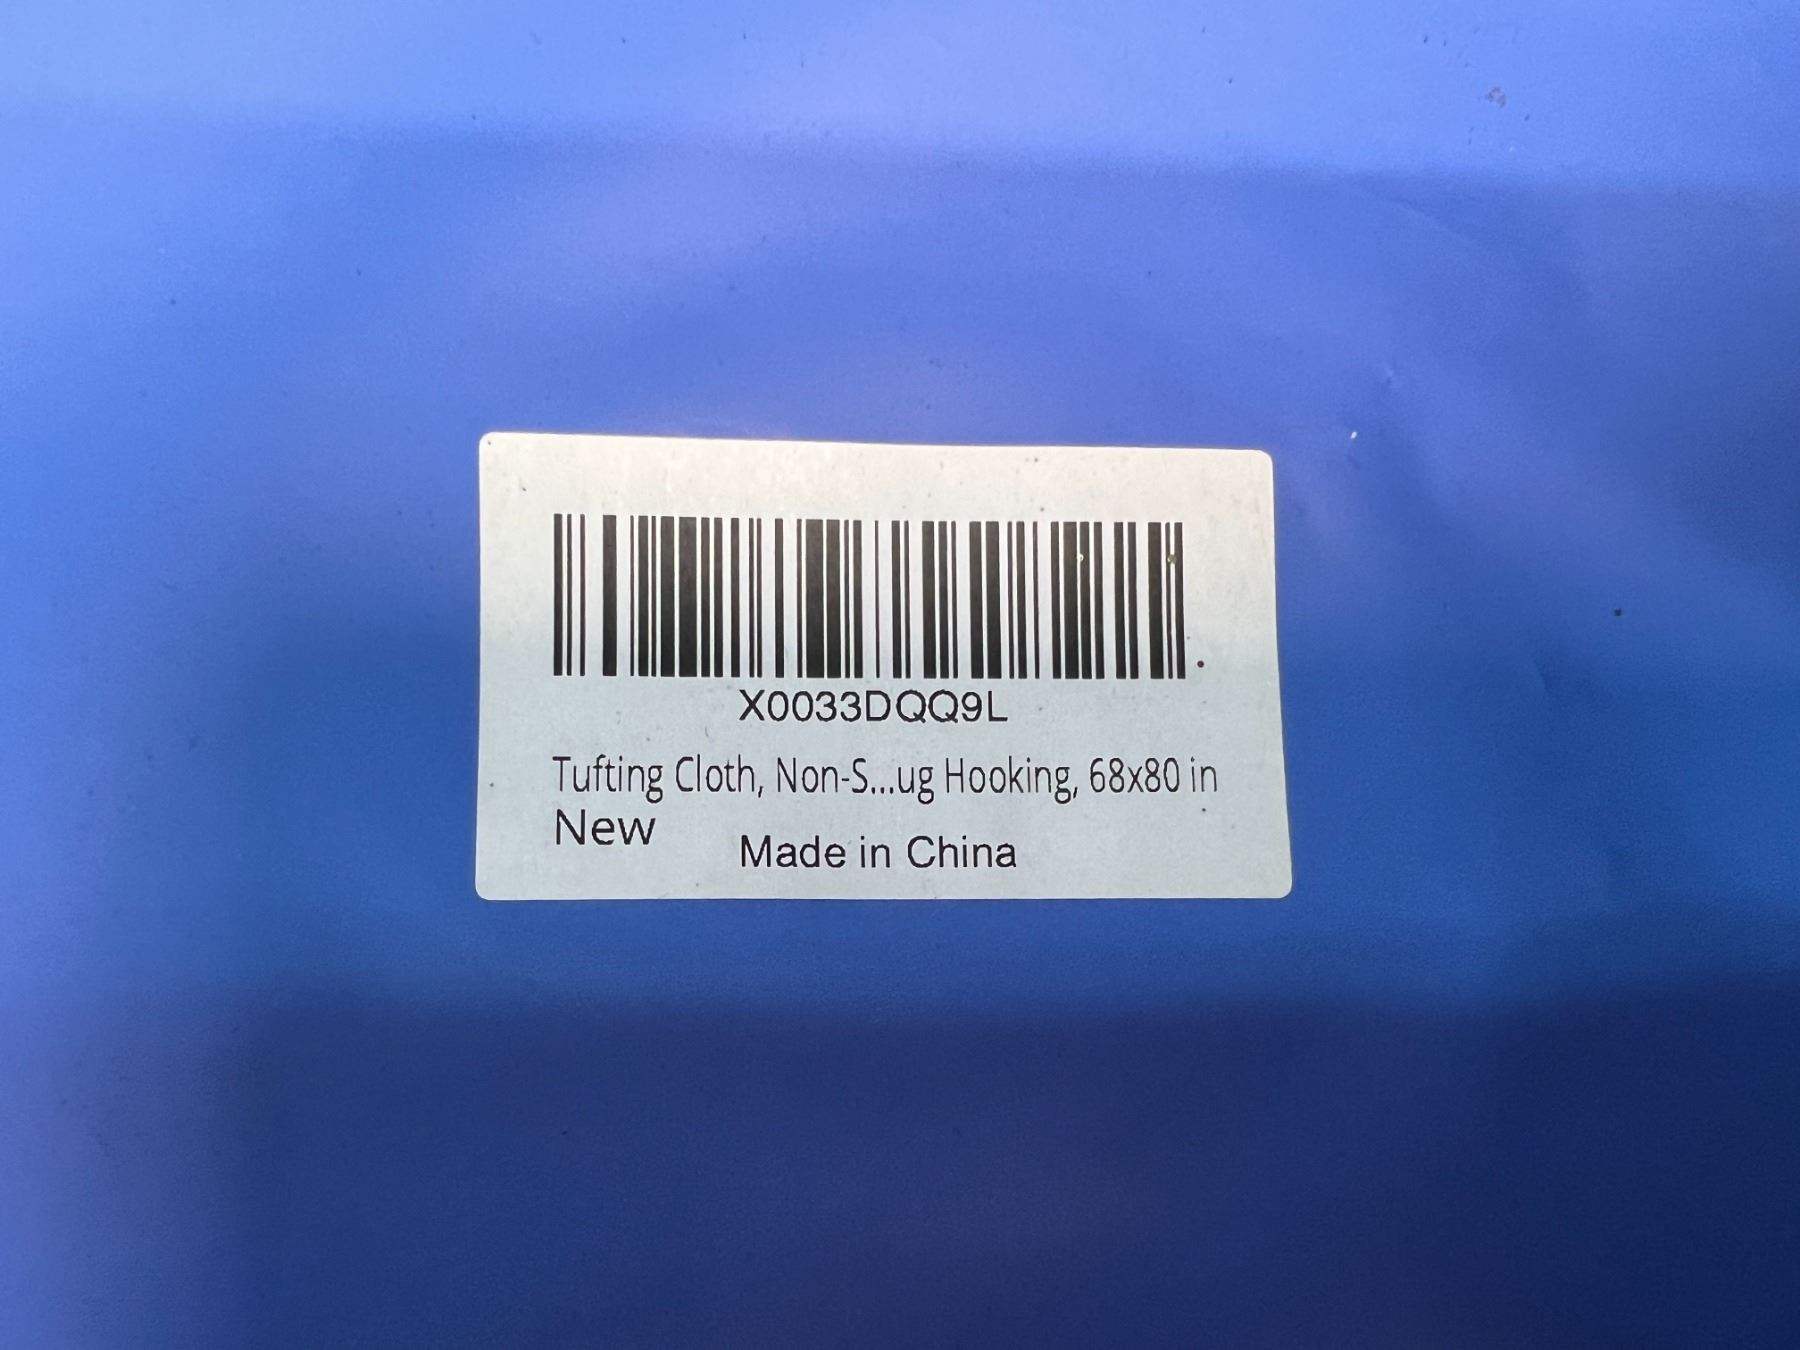 X0033DQQ9L
Tufting Cloth, Non-S...ug Hooking, 68x80 in
New
Made in China